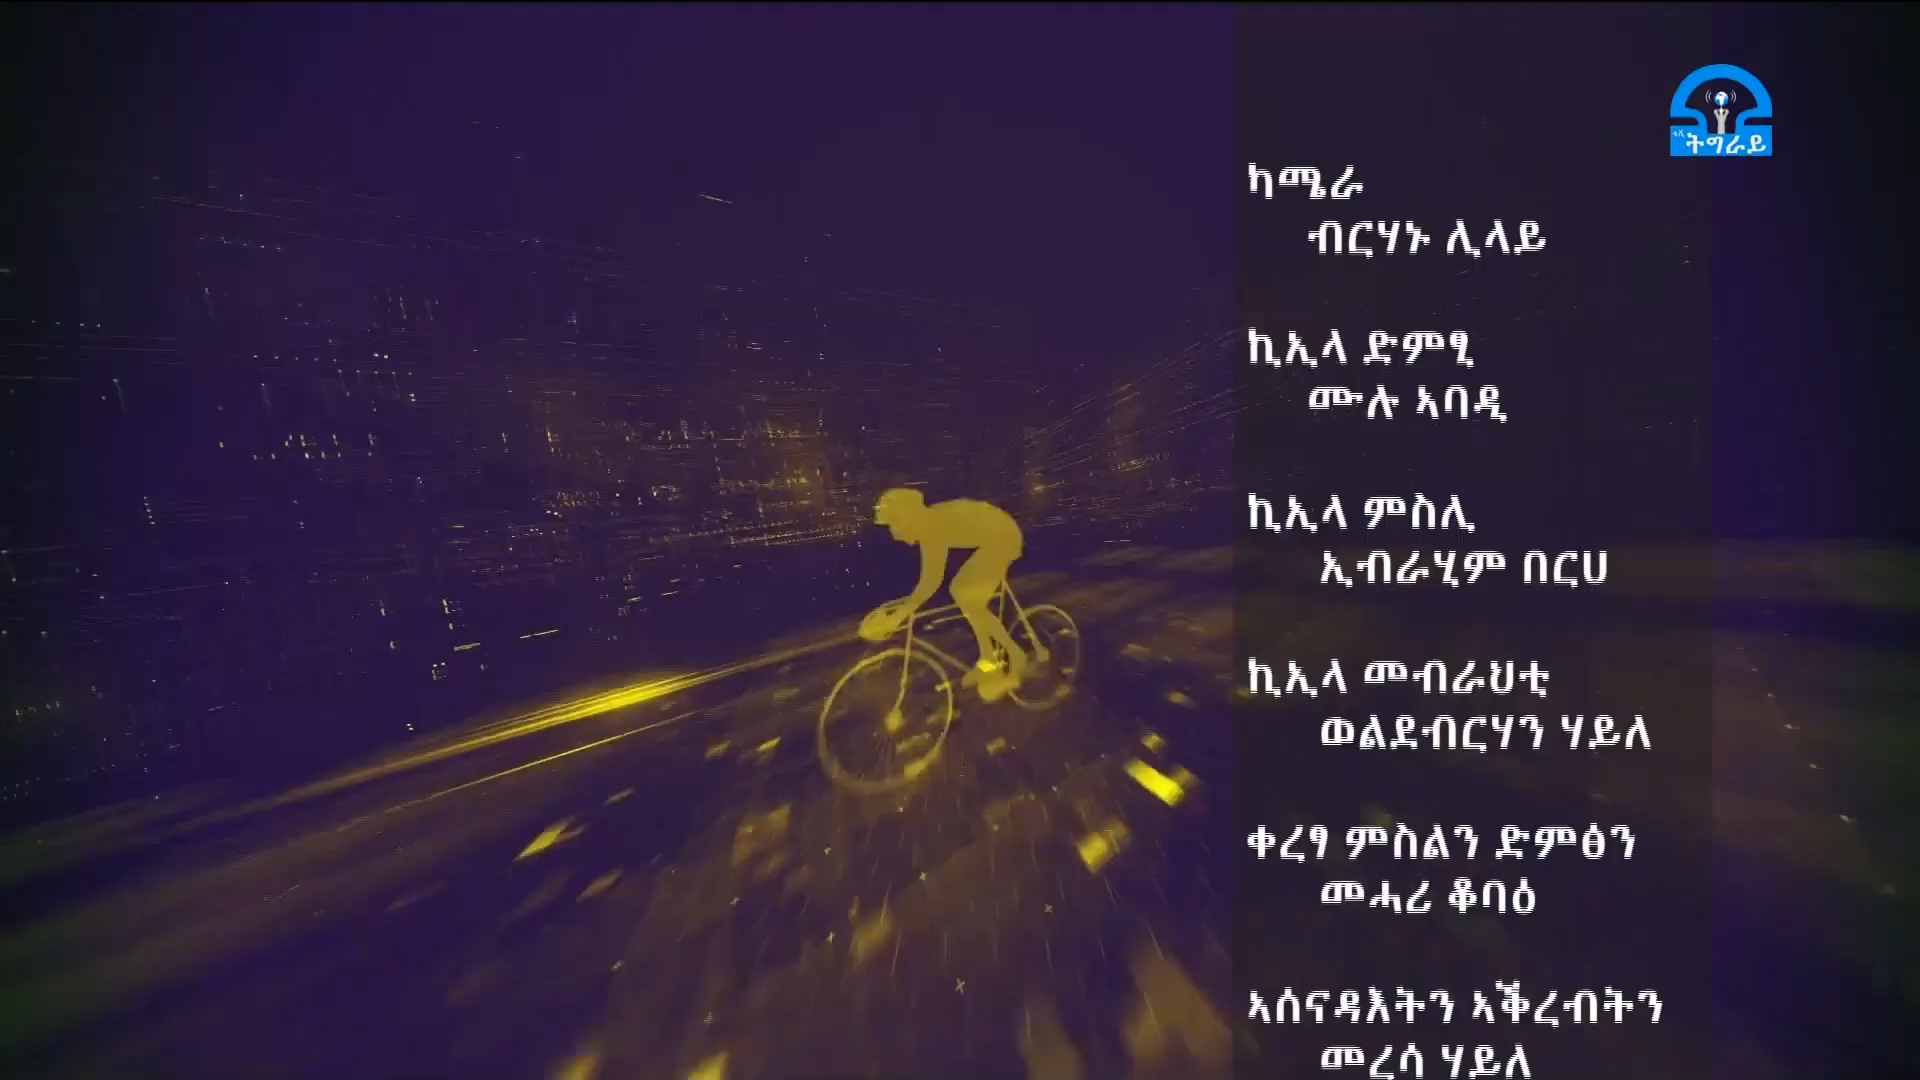 ቲቪ ትግራይ
ካሜራ
ብርሃኑ ሊላይ
ኪኢላ ድምፂ
ሙሉ ኣባዲ
ኪኢላ ምስሊ
ኢብራሂም በርሀ
ኪኢላ መብራህቲ
ወልደብርሃን ሃይለ
ቀረፃ ምስልን ድምፅን
መሓሪ ቆባዕ
ኣሰናዳእትን ኣቕረብትን
መረሳ ሃይለ